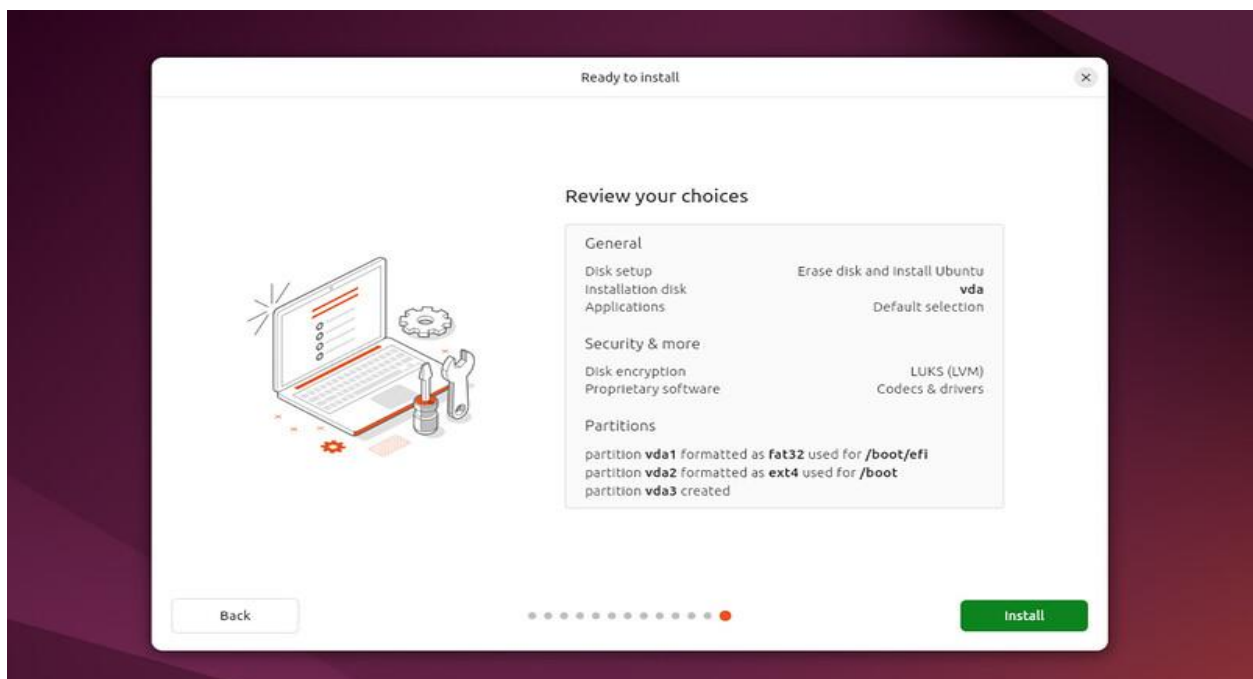 Ready to install
Review your choices
General
Disk setup Erase disk and Install Ubuntu
Installation disk vda
Applications Default selection
Security & more
Disk encryption LUKS (LVM)
Proprietary software Codecs & drivers
Partitions
partition vda1 formatted as fat32 used for /boot/efi
partition vda2 formatted as ext4 used for /boot
partition vda3 created
Back Install